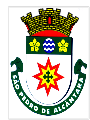 SÃO PEDRO DE ALCÂNTARA